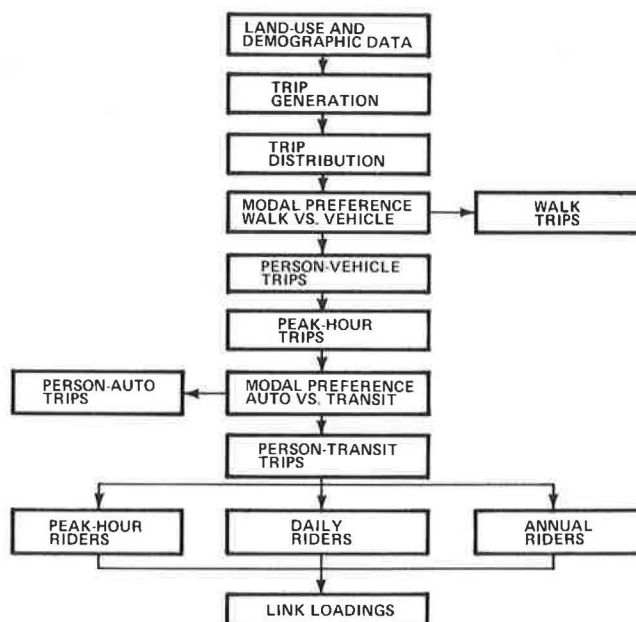 LAND-USE AND
DEMOGRAPHIC DATA
TRIP
GENERATION
TRIP
DISTRIBUTION
MODAL PREFERENCE
WALK VS. VEHICLE
WALK
TRIPS
PERSON-VEHICLE
TRIPS
PEAK-HOUR
TRIPS
PERSON-AUTO
TRIPS
MODAL PREFERENCE
AUTO VS. TRANSIT
PERSON-TRANSIT
TRIPS
PEAK-HOUR
RIDERS
DAILY
RIDERS
ANNUAL
RIDERS
LINK LOADINGS